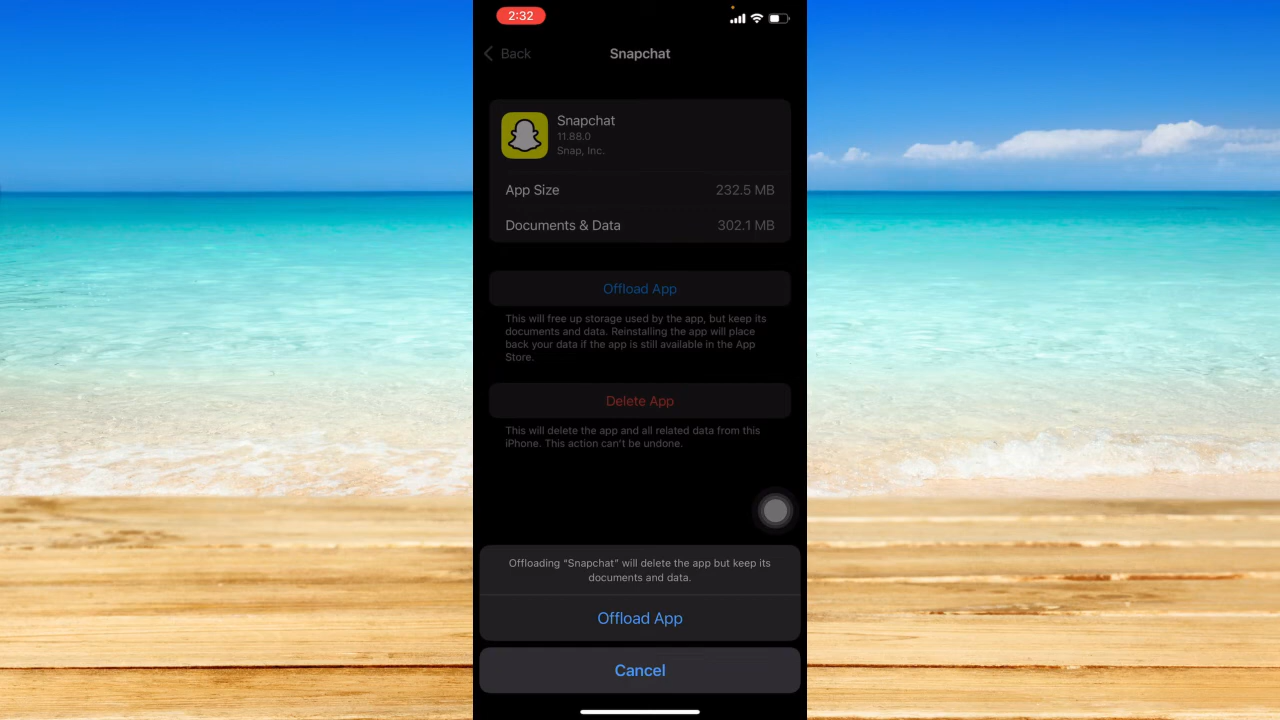 2:32
Back
Snapchat
Snapchat
11.88.0
Snap, Inc.
App Size 232.5 MB
Documents & Data 302.1 MB
Offload App
This will free up storage used by the app, but keep its
documents and data. Reinstalling the app will place
back your data if the app is still available in the App
Store.
Delete App
This will delete the app and all related data from this
iPhone. This action can't be undone.
Offloading “Snapchat” will delete the app but keep its
documents and data.
Offload App
Cancel